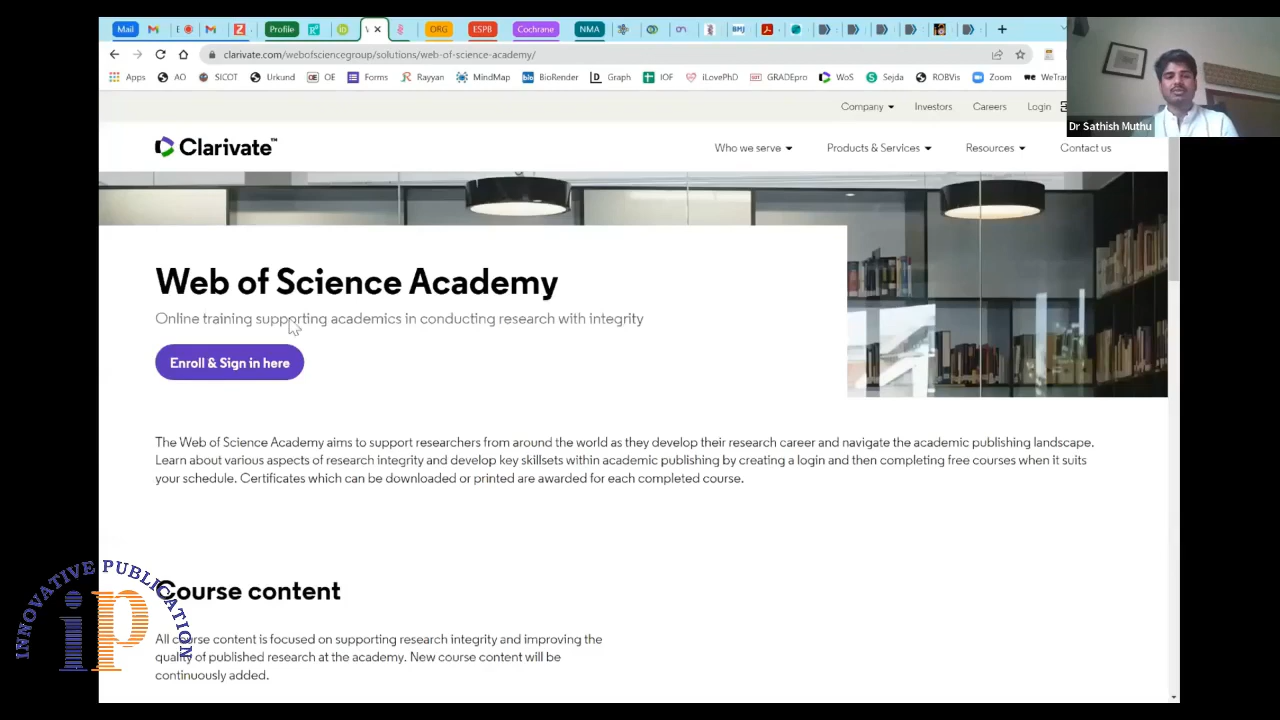 Mail Profile ORG ESPB Cochrane NMA BMJ
clarivate.com/webofsciencegroup/solutions/web-of-science-academy/
Apps AO SICOT Urkund OE Forms Rayyan MindMap BioRender Graph IOF iLovePhD GRADEpro WoS Sejda ROBVis Zoom WeTran
Dr Sathish Muthu
Company Investors Careers Login
Clarivate™
Who we serve Products & Services Resources Contact us
Web of Science Academy
Online training supporting academics in conducting research with integrity
Enroll & Sign in here
The Web of Science Academy aims to support researchers from around the world as they develop their research career and navigate the academic publishing landscape.
Learn about various aspects of research integrity and develop key skillsets within academic publishing by creating a login and then completing free courses when it suits
your schedule. Certificates which can be downloaded or printed are awarded for each completed course.
Course content
All course content is focused on supporting research integrity and improving the
quality of published research at the academy. New course content will be
continuously added.
INNOVATIVE PUBLICATION
ip